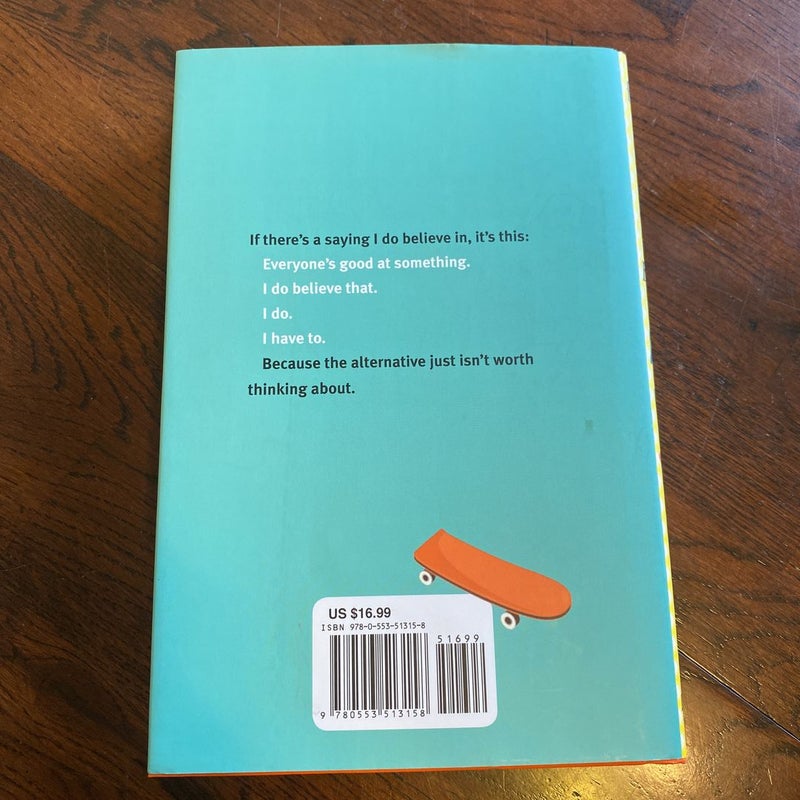 If there's a saying I do believe in, it's this:
Everyone's good at something.
I do believe that.
I do.
I have to.
Because the alternative just isn't worth
thinking about.
US $16.99
ISBN 978-0-553-51315-8
51699
9 780553 513158